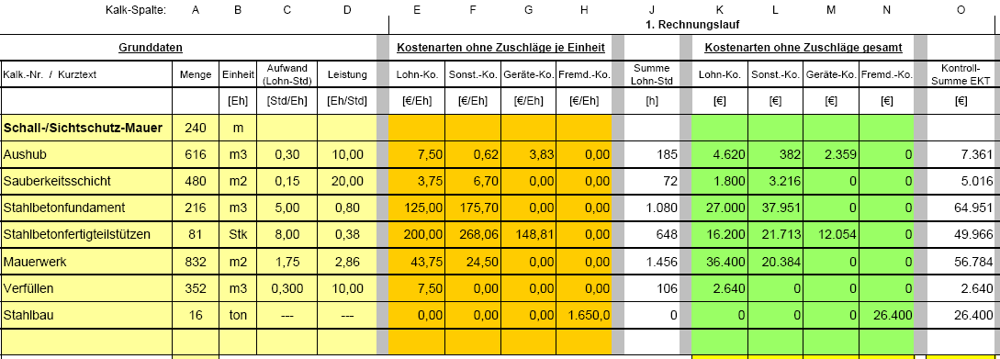 Kalk-Spalte: A B C D E F G H J K L M N O
1. Rechnungslauf
Grunddaten Kostenarten ohne Zuschläge je Einheit Kostenarten ohne Zuschläge gesamt
Kalk.-Nr. / Kurztext Menge Einheit Aufwand (Lohn-Std) Leistung Lohn-Ko. Sonst.-Ko. Geräte-Ko. Fremd.-Ko. Summe Lohn-Std Lohn-Ko. Sonst.-Ko. Geräte-Ko. Fremd.-Ko. Kontroll-Summe EKT
[Eh] [Std/Eh] [Eh/Std] [€/Eh] [€/Eh] [€/Eh] [€/Eh] [h] [€] [€] [€] [€] [€]
Schall-/Sichtschutz-Mauer 240 m
Aushub 616 m3 0,30 10,00 7,50 0,62 3,83 0,00 185 4.620 382 2.359 0 7.361
Sauberkeitsschicht 480 m2 0,15 20,00 3,75 6,70 0,00 0,00 72 1.800 3.216 0 0 5.016
Stahlbetonfundament 216 m3 5,00 0,80 125,00 175,70 0,00 0,00 1.080 27.000 37.951 0 0 64.951
Stahlbetonfertigteilstützen 81 Stk 8,00 0,38 200,00 268,06 148,81 0,00 648 16.200 21.713 12.054 0 49.966
Mauerwerk 832 m2 1,75 2,86 43,75 24,50 0,00 0,00 1.456 36.400 20.384 0 0 56.784
Verfüllen 352 m3 0,300 10,00 7,50 0,00 0,00 0,00 106 2.640 0 0 0 2.640
Stahlbau 16 ton --- --- 0,00 0,00 0,00 1.650,0 0 0 0 0 26.400 26.400